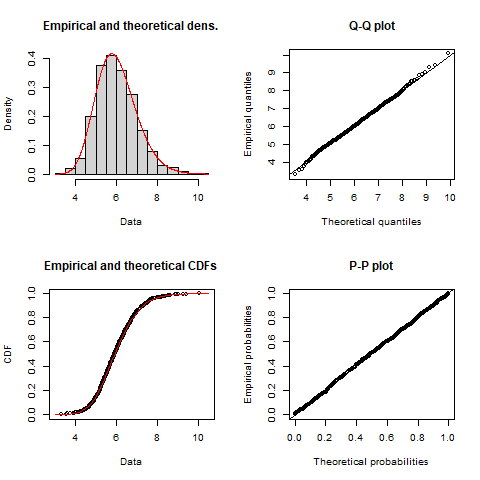 Empirical and theoretical dens.
Density
0.0 0.1 0.2 0.3 0.4
4 6 8 10
Data
Q-Q plot
Empirical quantiles
4 5 6 7 8 9
4 5 6 7 8 9 10
Theoretical quantiles
Empirical and theoretical CDFs
CDF
0.0 0.2 0.4 0.6 0.8 1.0
4 6 8 10
Data
P-P plot
Empirical probabilities
0.0 0.2 0.4 0.6 0.8 1.0
0.0 0.2 0.4 0.6 0.8 1.0
Theoretical probabilities